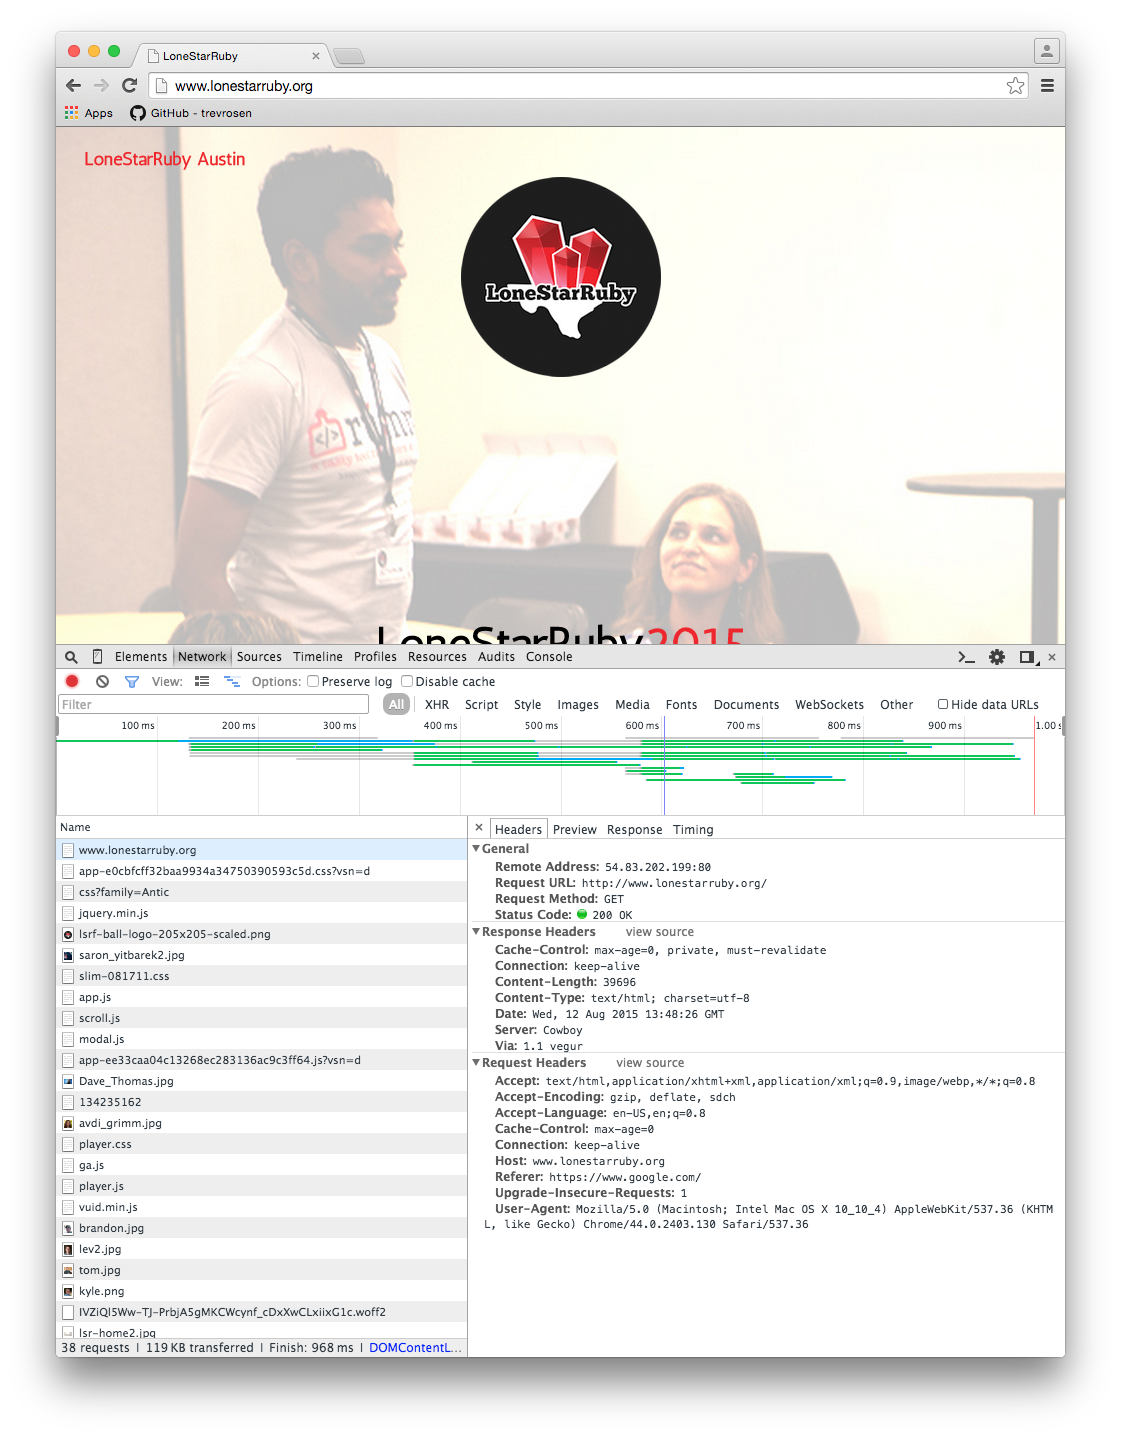 LoneStarRuby
www.lonestarruby.org
Apps
GitHub - trevrosen
LoneStarRuby Austin
LoneStarRuby
LoneStarRuby 2015
Elements Network Sources Timeline Profiles Resources Audits Console
View: Options: Preserve log Disable cache
Filter
All XHR Script Style Images Media Fonts Documents WebSockets Other Hide data URLs
100 ms 200 ms 300 ms 400 ms 500 ms 600 ms 700 ms 800 ms 900 ms 1.00 s
Name
www.lonestarruby.org
app-e0cbfcff32baa9934a34750390593c5d.css?vsn=d
css?family=Antic
jquery.min.js
lsrf-ball-logo-205x205-scaled.png
saron_yitbarek2.jpg
slim-081711.css
app.js
scroll.js
modal.js
app-ee33caa04c13268ec283136ac9c3ff64.js?vsn=d
Dave_Thomas.jpg
134235162
avdi_grimm.jpg
player.css
ga.js
player.js
vuid.min.js
brandon.jpg
lev2.jpg
tom.jpg
kyle.png
IVZiQl5Ww-TJ-PrbjA5gMKCWcynf_cDxXwCLxiixG1c.woff2
lsr-home2.jpg
38 requests | 119 KB transferred | Finish: 968 ms | DOMContentL...
Headers Preview Response Timing
General
Remote Address: 54.83.202.199:80
Request URL: http://www.lonestarruby.org/
Request Method: GET
Status Code: 200 OK
Response Headers view source
Cache-Control: max-age=0, private, must-revalidate
Connection: keep-alive
Content-Length: 39696
Content-Type: text/html; charset=utf-8
Date: Wed, 12 Aug 2015 13:48:26 GMT
Server: Cowboy
Via: 1.1 vegur
Request Headers view source
Accept: text/html,application/xhtml+xml,application/xml;q=0.9,image/webp,*/*;q=0.8
Accept-Encoding: gzip, deflate, sdch
Accept-Language: en-US,en;q=0.8
Cache-Control: max-age=0
Connection: keep-alive
Host: www.lonestarruby.org
Referer: https://www.google.com/
Upgrade-Insecure-Requests: 1
User-Agent: Mozilla/5.0 (Macintosh; Intel Mac OS X 10_10_4) AppleWebKit/537.36 (KHTM
L, like Gecko) Chrome/44.0.2403.130 Safari/537.36